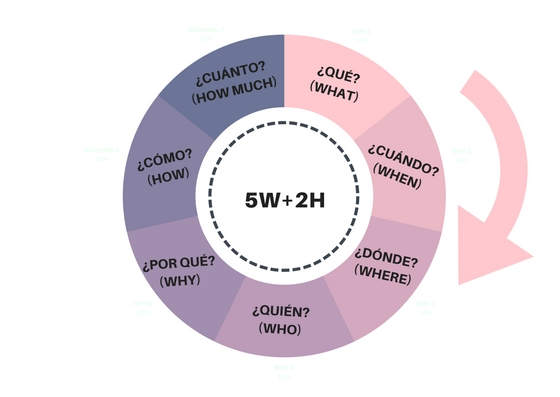 ¿QUÉ?
(WHAT)
¿CUÁNDO?
(WHEN)
¿DÓNDE?
(WHERE)
¿QUIÉN?
(WHO)
¿POR QUÉ?
(WHY)
¿CÓMO?
(HOW)
¿CUÁNTO?
(HOW MUCH)
5W+2H